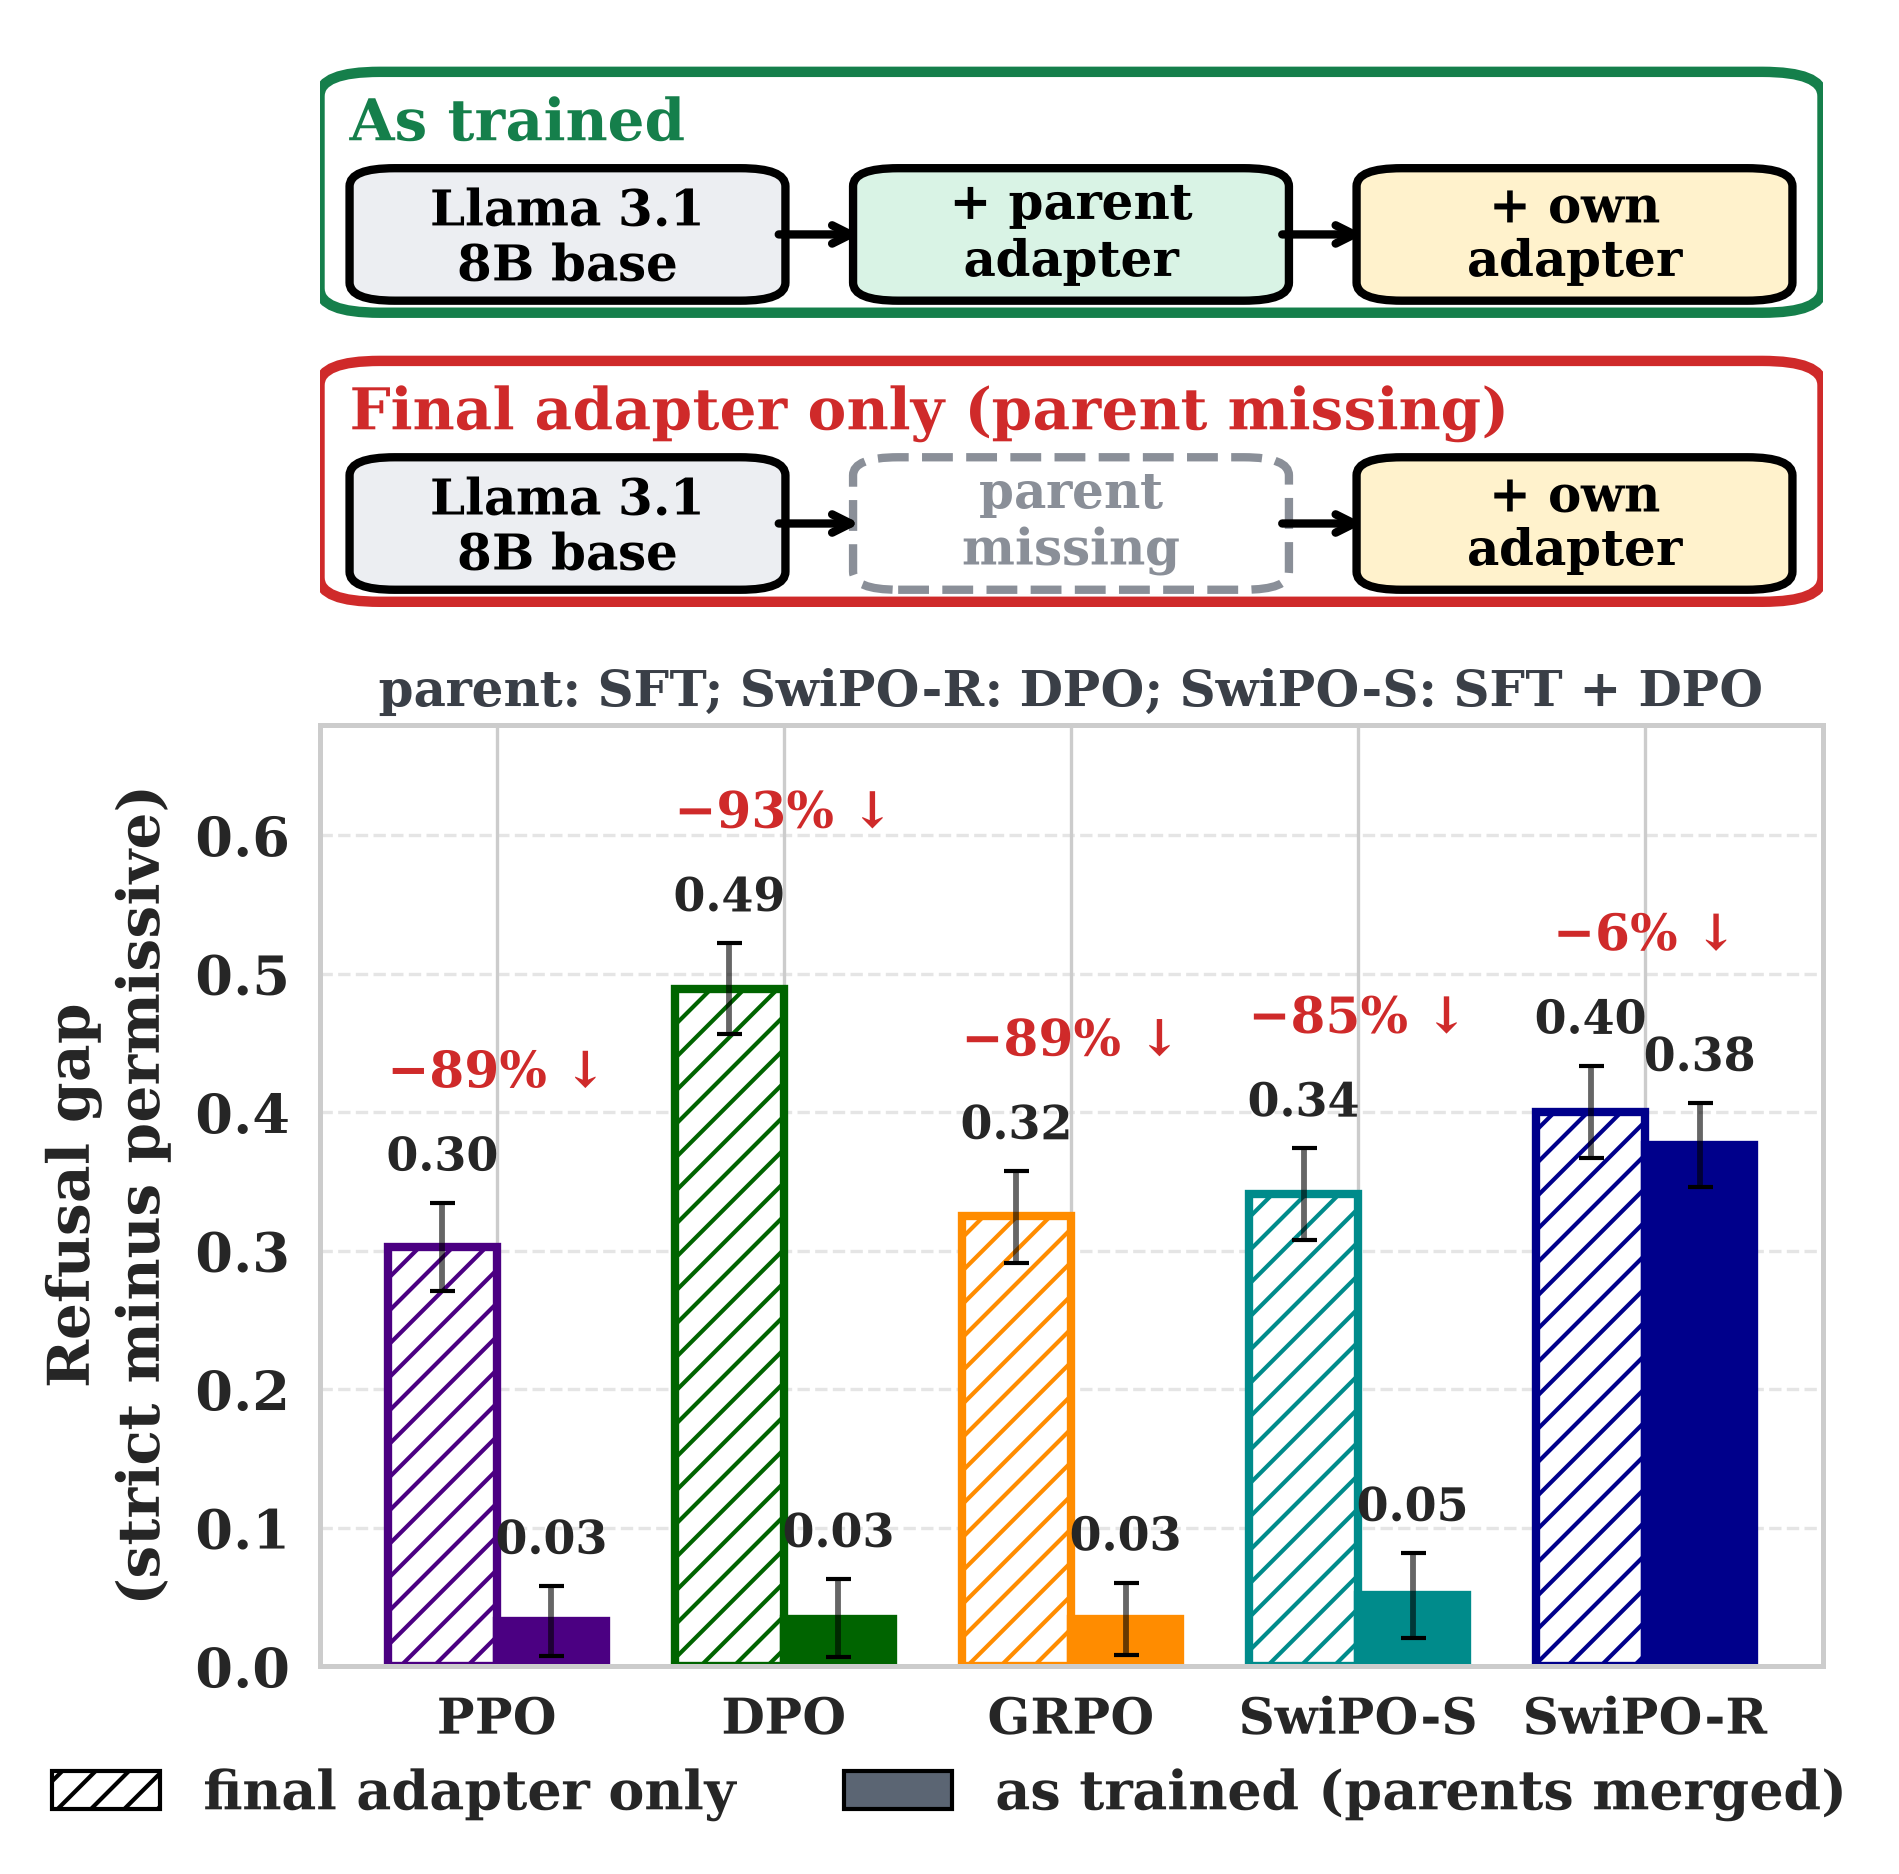 As trained
Llama 3.1
8B base
+ parent
adapter
+ own
adapter
Final adapter only (parent missing)
Llama 3.1
8B base
parent
missing
+ own
adapter
parent: SFT; SwiPO-R: DPO; SwiPO-S: SFT + DPO
Refusal gap
(strict minus permissive)
0.6
0.5
0.4
0.3
0.2
0.1
0.0
−89% ↓
0.30
0.03
−93% ↓
0.49
0.03
−89% ↓
0.32
0.03
−85% ↓
0.34
0.05
−6% ↓
0.40
0.38
PPO
DPO
GRPO
SwiPO-S
SwiPO-R
final adapter only
as trained (parents merged)